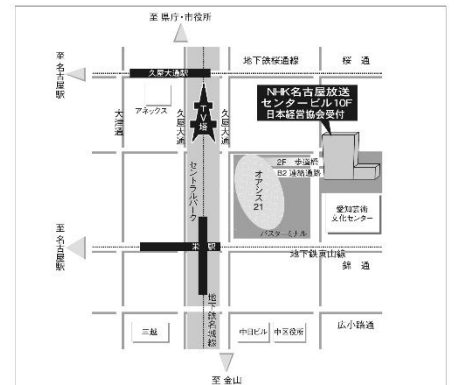 至 県庁・市役所
至 名古屋駅
久屋大通駅
地下鉄桜通線
桜 通
大津通
アネックス
久屋大通
TV塔
久屋大通
NHK名古屋放送
センタービル10F
日本経営協会受付
セントラルパーク
オアシス21
2F 歩道橋
B2 連絡通路
愛知芸術
文化センター
バスターミナル
至 名古屋駅
栄駅
地下鉄東山線
錦 通
地下鉄名城線
三越
中日ビル
中区役所
広小路通
至 金山